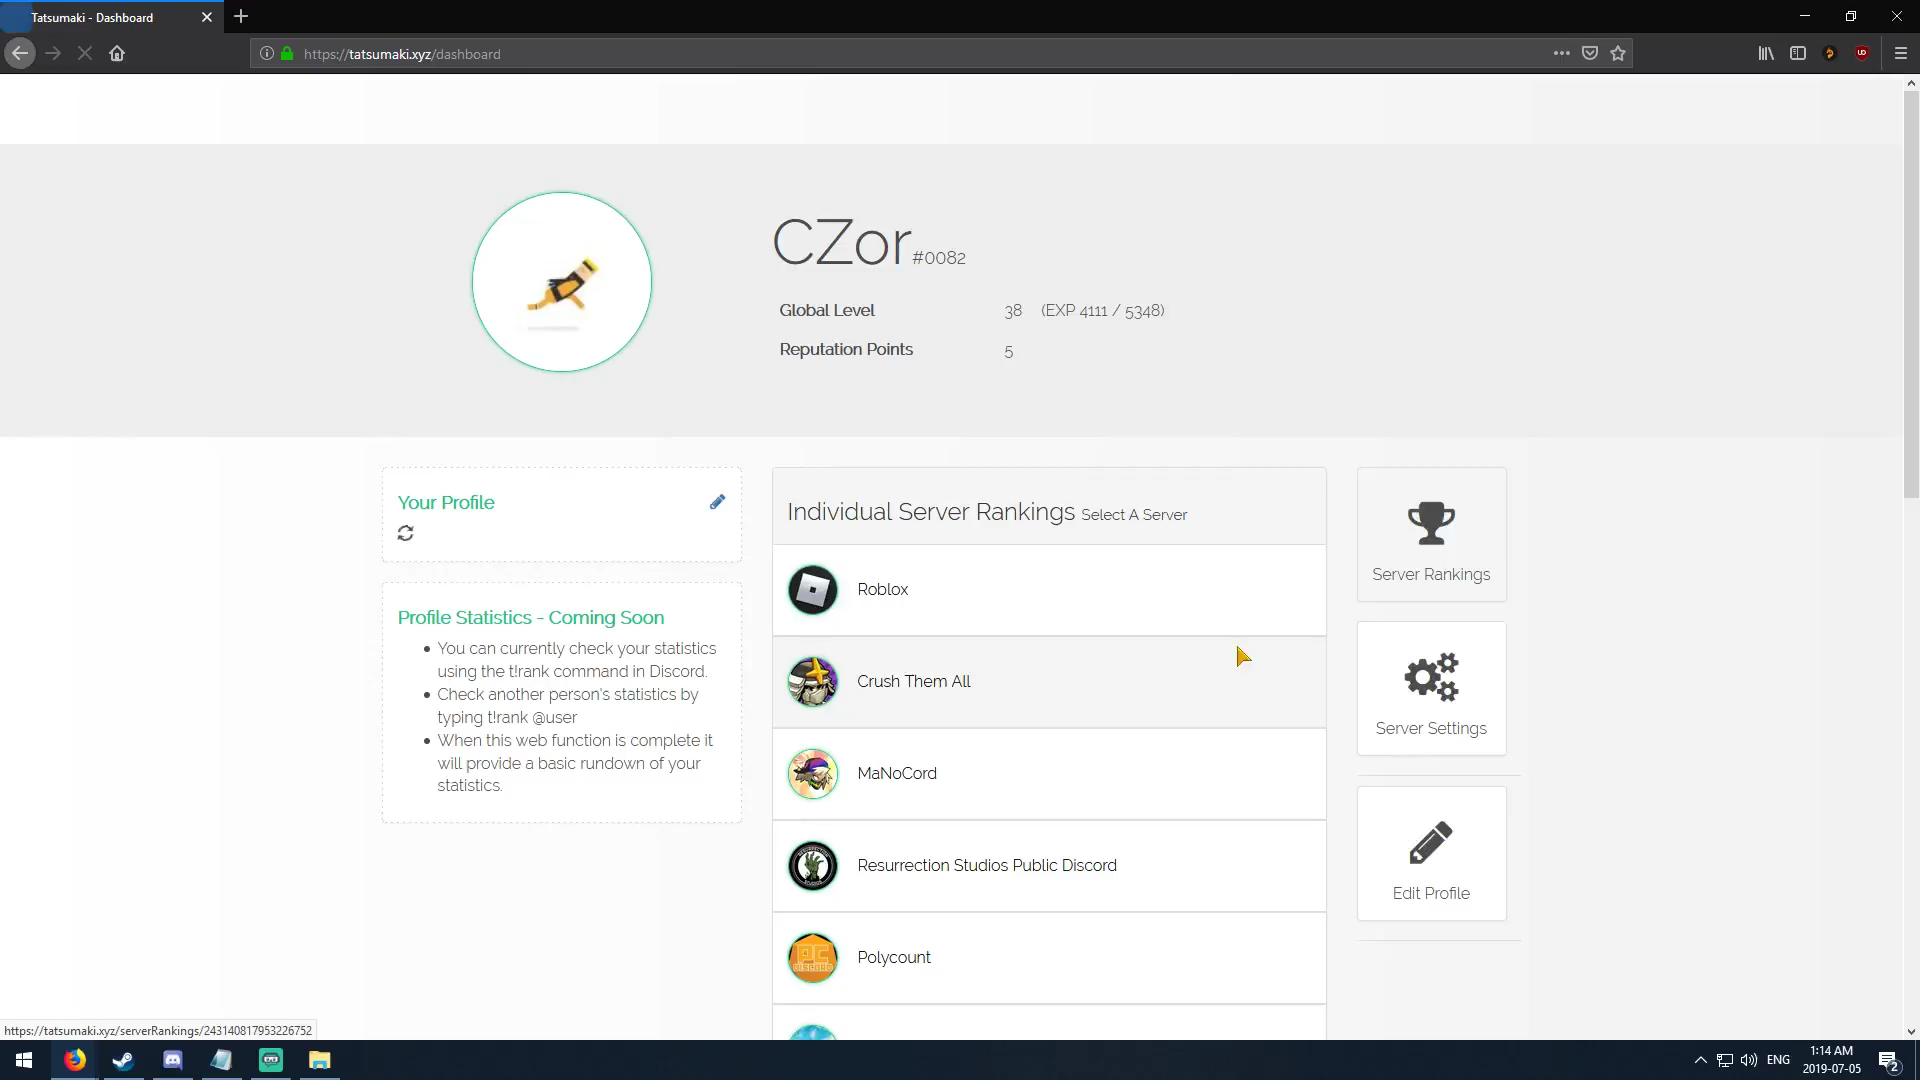 Tatsumaki - Dashboard
https://tatsumaki.xyz/dashboard
CZor#0082
Global Level 38 (EXP 4111 / 5348)
Reputation Points 5
Your Profile
Profile Statistics - Coming Soon
You can currently check your statistics
using the t!rank command in Discord.
Check another person's statistics by
typing t!rank @user
When this web function is complete it
will provide a basic rundown of your
statistics.
Individual Server Rankings Select A Server
Roblox
Crush Them All
MaNoCord
Resurrection Studios Public Discord
Polycount
PC
DISCORD
Server Rankings
Server Settings
Edit Profile
https://tatsumaki.xyz/serverRankings/243140817953226752
ENG
1:14 AM
2019-07-05
2